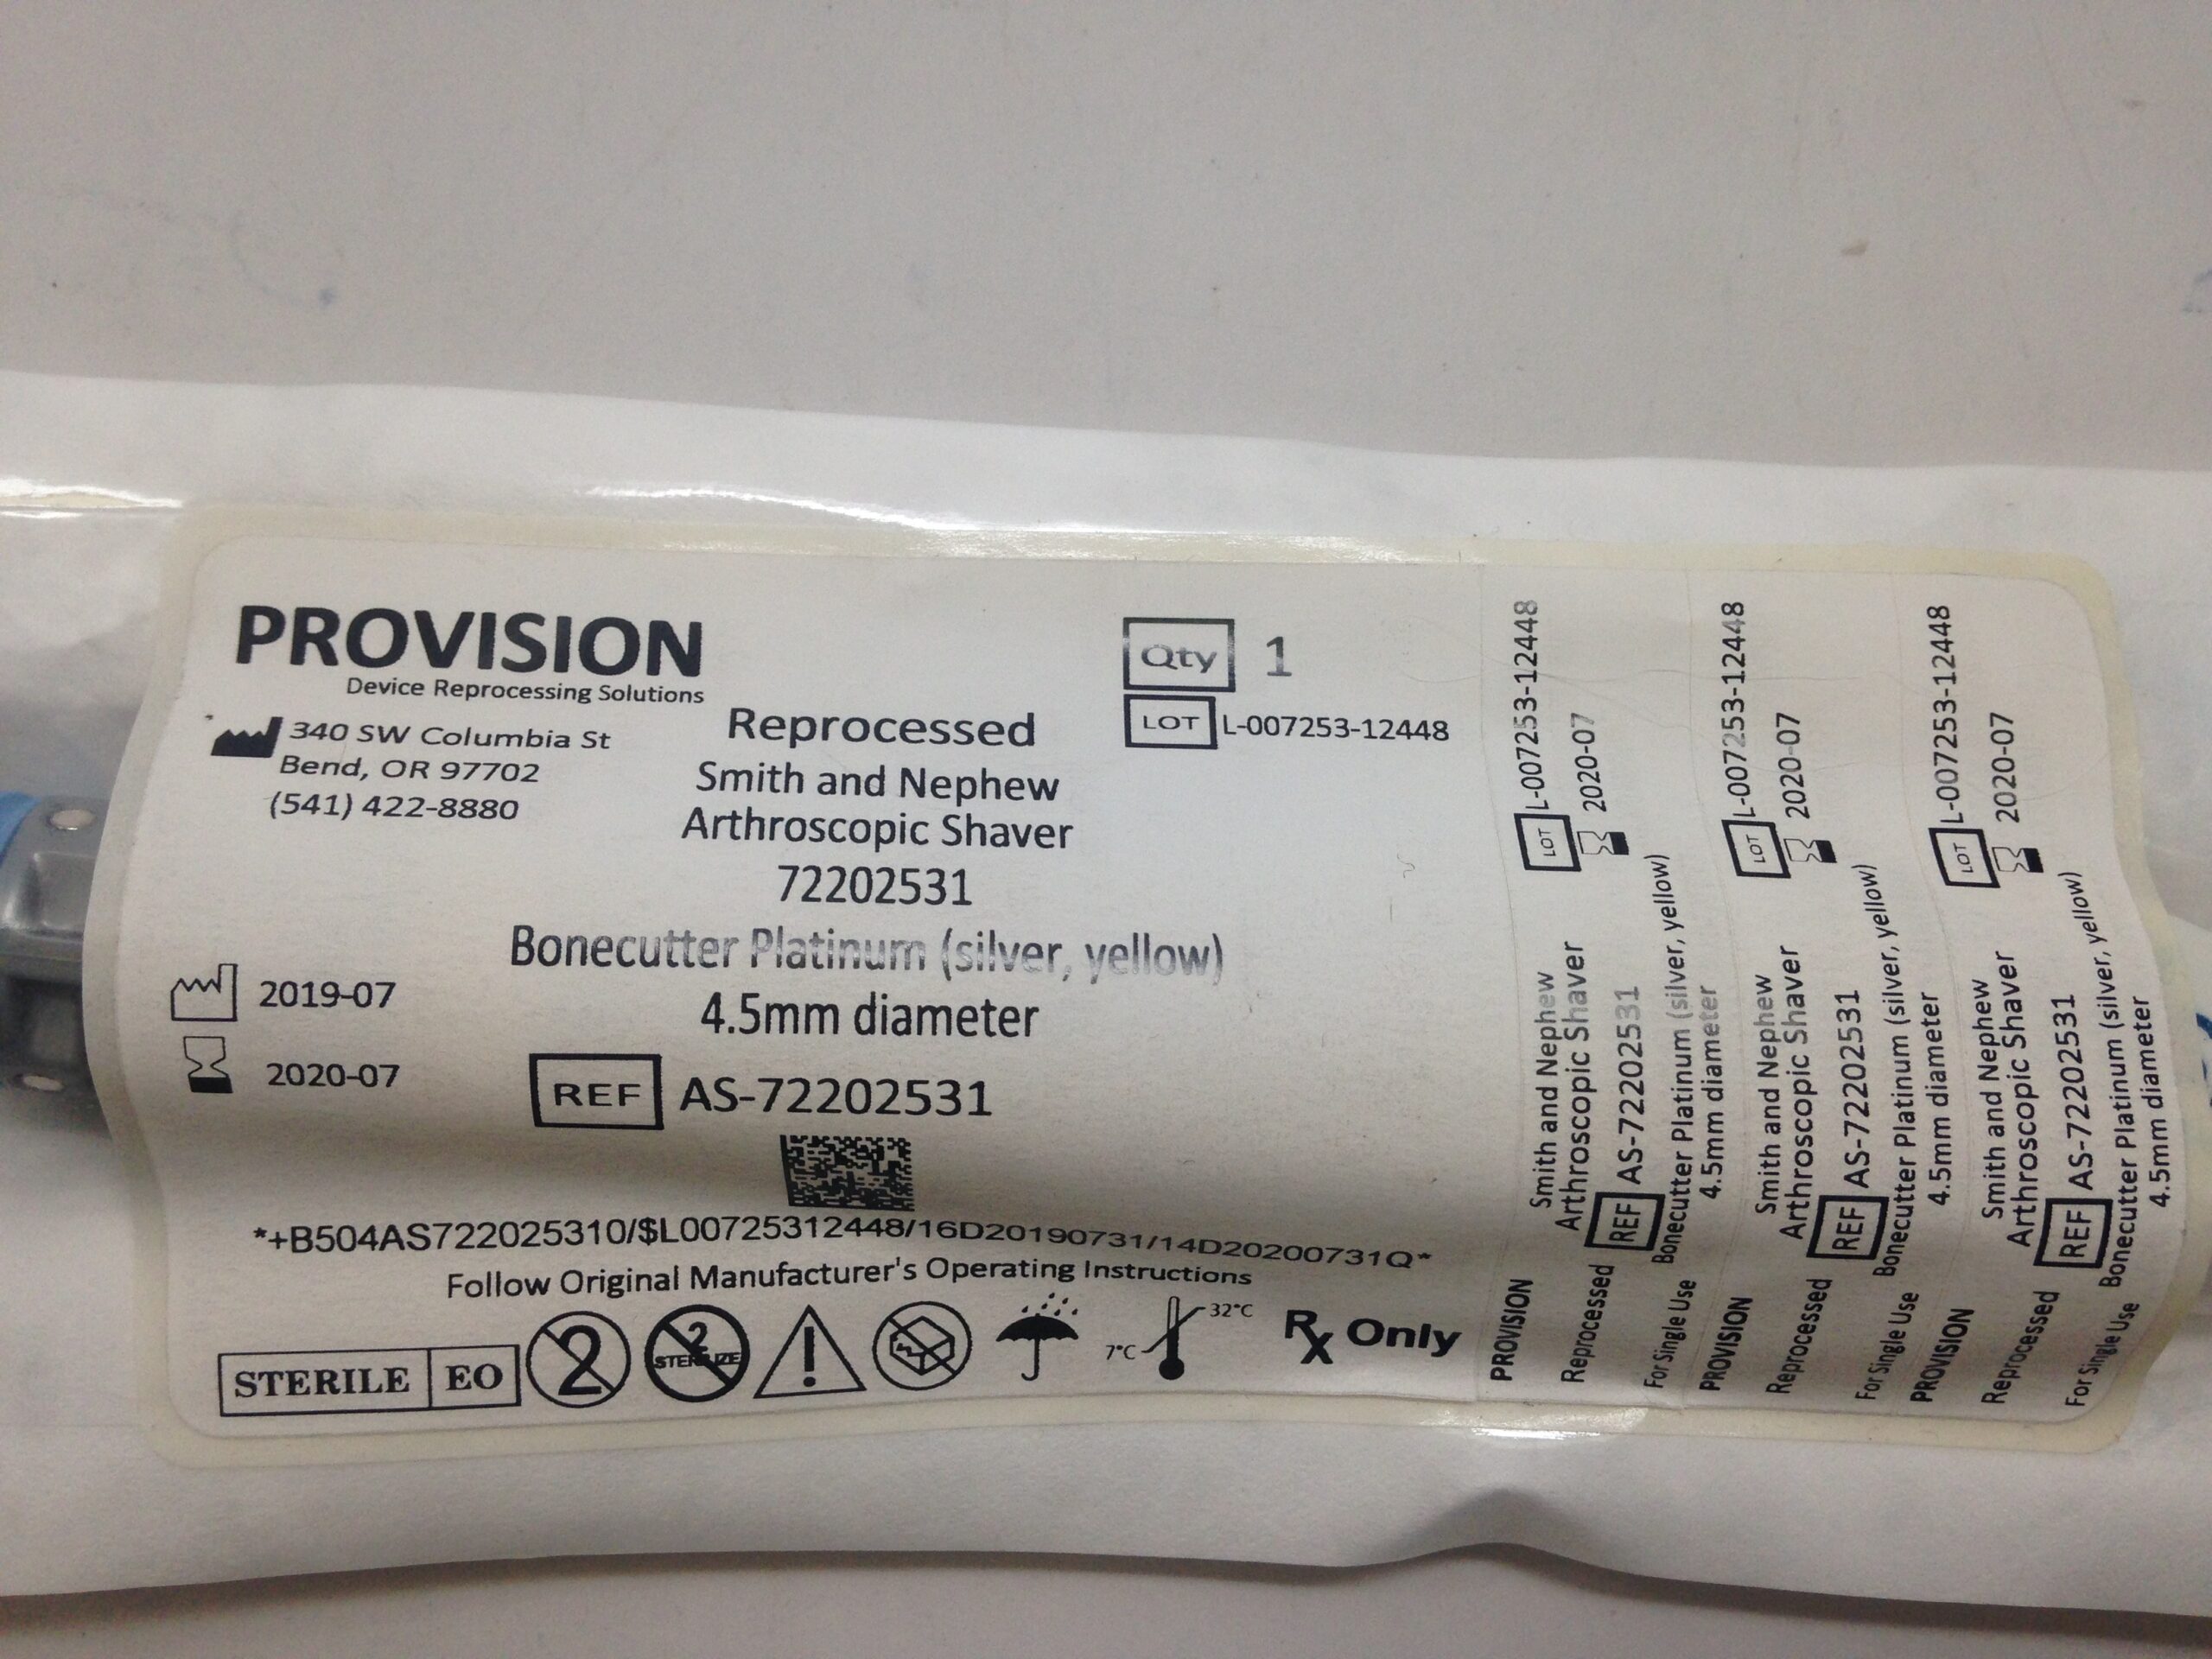 PROVISION
Device Reprocessing Solutions
340 SW Columbia St
Bend, OR 97702
(541) 422-8880
Qty 1
LOT L-007253-12448
Reprocessed
Smith and Nephew
Arthroscopic Shaver
72202531
Bonecutter Platinum (silver, yellow)
4.5mm diameter
2019-07
2020-07
REF AS-72202531
*+B504AS722025310/$L00725312448/16D20190731/14D20200731Q*
Follow Original Manufacturer's Operating Instructions
STERILE EO
2
2
STERILIZE
!
7°C
32°C
Rx Only
PROVISION
Reprocessed
For Single Use
Smith and Nephew
Arthroscopic Shaver
REF AS-72202531
Bonecutter Platinum (silver, yellow)
4.5mm diameter
LOT L-007253-12448
2020-07
PROVISION
Reprocessed
For Single Use
Smith and Nephew
Arthroscopic Shaver
REF AS-72202531
Bonecutter Platinum (silver, yellow)
4.5mm diameter
LOT L-007253-12448
2020-07
PROVISION
Reprocessed
For Single Use
Smith and Nephew
Arthroscopic Shaver
REF AS-72202531
Bonecutter Platinum (silver, yellow)
4.5mm diameter
LOT L-007253-12448
2020-07